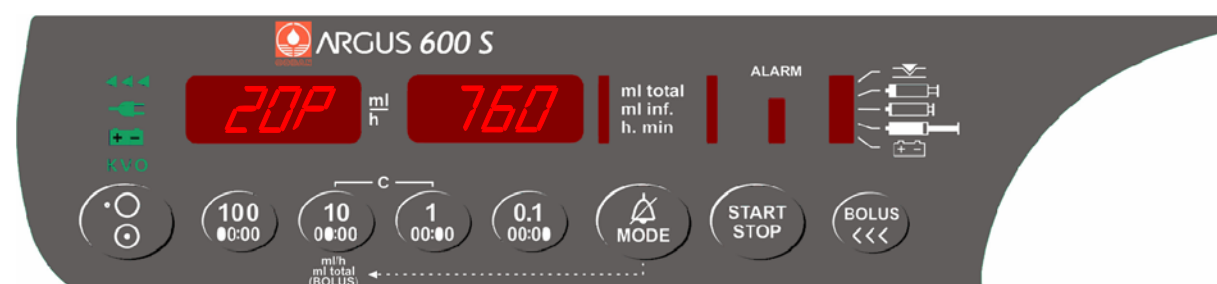 ARGUS 600 S
ALARM
20P
ml
h
760
ml total
ml inf.
h. min
+ -
KVO
C
100
00:00
10
00:00
1
00:00
0.1
00:00
MODE
START
STOP
BOLUS
<<<
+ -
ml'h
ml total
(BOLUS)